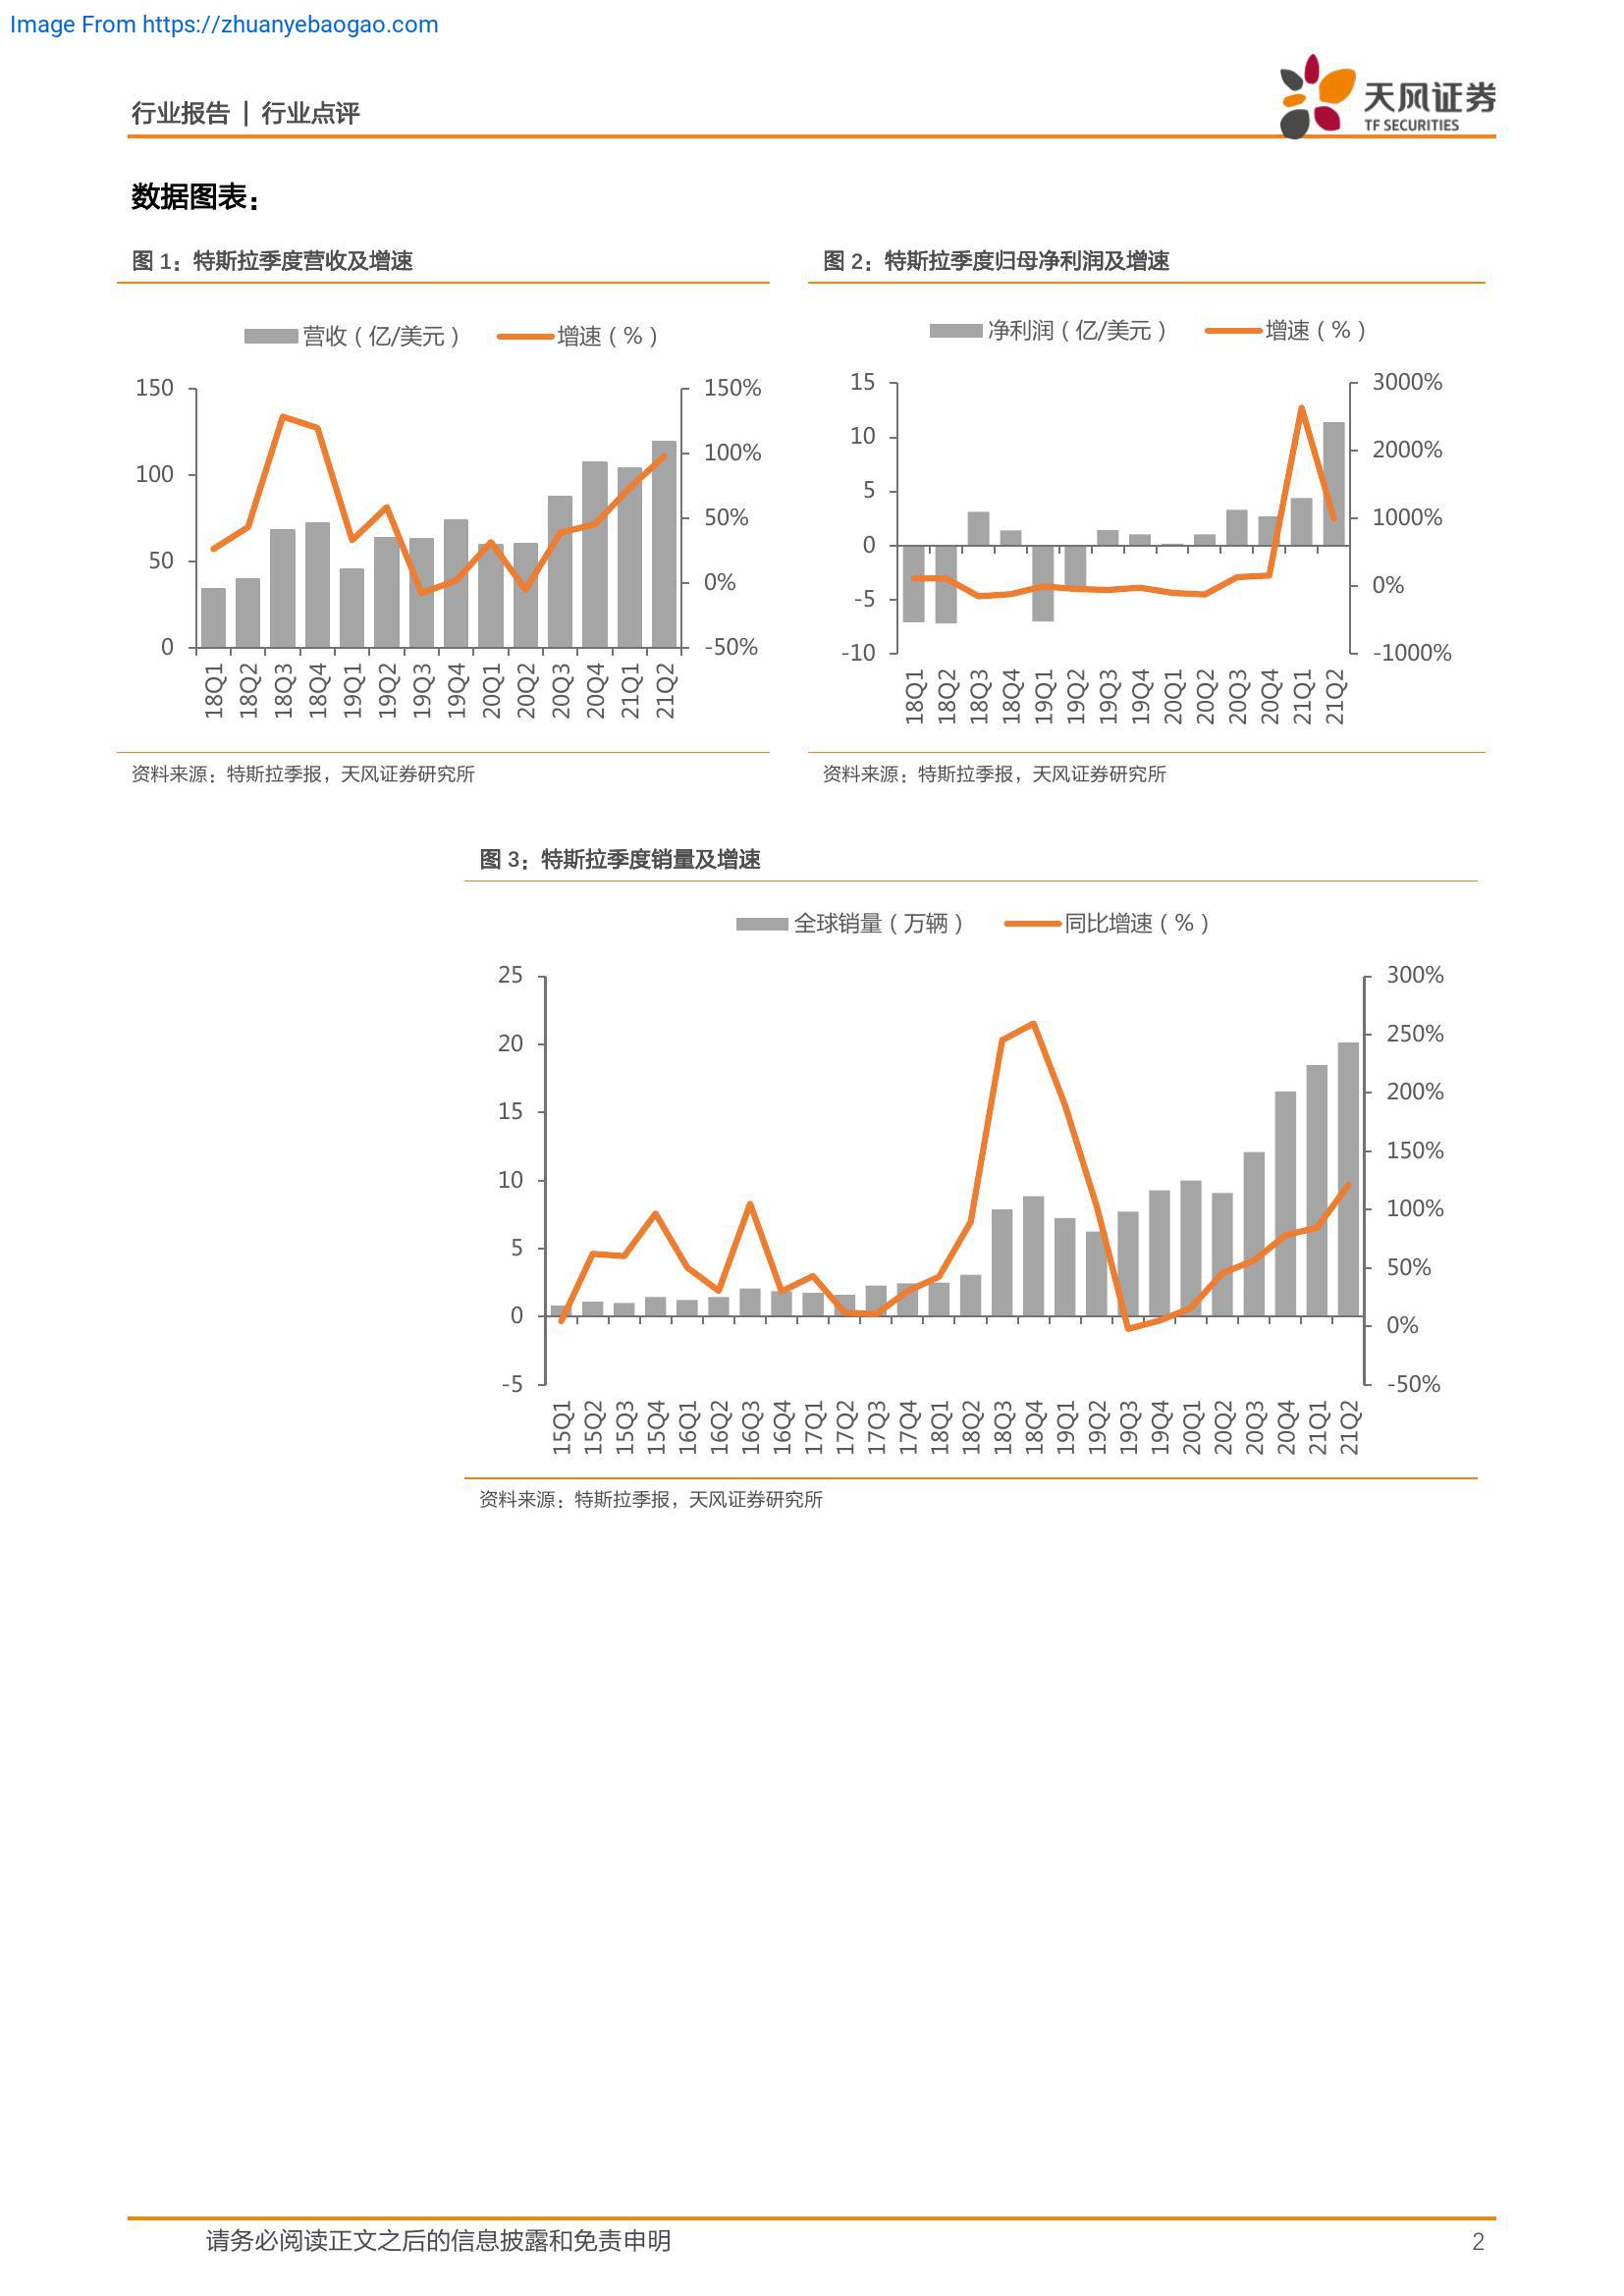 Image From https://zhuanyebaogao.com
行业报告 | 行业点评
天风证券
TF SECURITIES
数据图表：
图 1：特斯拉季度营收及增速
营收（亿/美元） 增速（%）
150 150%
100%
100
50%
50 0%
0 -50%
18Q1 18Q2 18Q3 18Q4 19Q1 19Q2 19Q3 19Q4 20Q1 20Q2 20Q3 20Q4 21Q1 21Q2
资料来源：特斯拉季报，天风证券研究所
图 2：特斯拉季度归母净利润及增速
净利润（亿/美元） 增速（%）
15 3000%
10 2000%
5 1000%
0
-5 0%
-10 -1000%
18Q1 18Q2 18Q3 18Q4 19Q1 19Q2 19Q3 19Q4 20Q1 20Q2 20Q3 20Q4 21Q1 21Q2
资料来源：特斯拉季报，天风证券研究所
图 3：特斯拉季度销量及增速
全球销量（万辆） 同比增速（%）
25 300%
20 250%
200%
15 150%
10 100%
5 50%
0 0%
-5 -50%
15Q1 15Q2 15Q3 15Q4 16Q1 16Q2 16Q3 16Q4 17Q1 17Q2 17Q3 17Q4 18Q1 18Q2 18Q3 18Q4 19Q1 19Q2 19Q3 19Q4 20Q1 20Q2 20Q3 20Q4 21Q1 21Q2
资料来源：特斯拉季报，天风证券研究所
请务必阅读正文之后的信息披露和免责申明 2